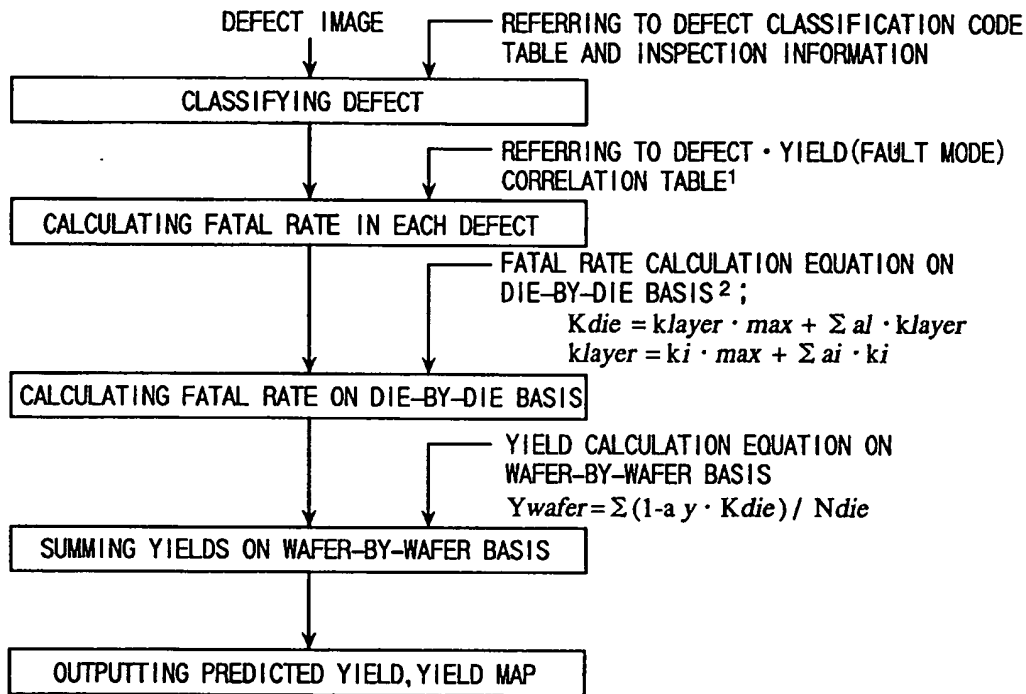 DEFECT IMAGE
REFERRING TO DEFECT CLASSIFICATION CODE
TABLE AND INSPECTION INFORMATION
CLASSIFYING DEFECT
REFERRING TO DEFECT・YIELD(FAULT MODE)
CORRELATION TABLE¹
CALCULATING FATAL RATE IN EACH DEFECT
FATAL RATE CALCULATION EQUATION ON
DIE–BY–DIE BASIS²;
Kdie = klayer · max + Σ al · klayer
klayer = ki · max + Σ ai · ki
CALCULATING FATAL RATE ON DIE–BY–DIE BASIS
YIELD CALCULATION EQUATION ON
WAFER–BY–WAFER BASIS
Ywafer=Σ(1-a y · Kdie) / Ndie
SUMMING YIELDS ON WAFER–BY–WAFER BASIS
OUTPUTTING PREDICTED YIELD, YIELD MAP